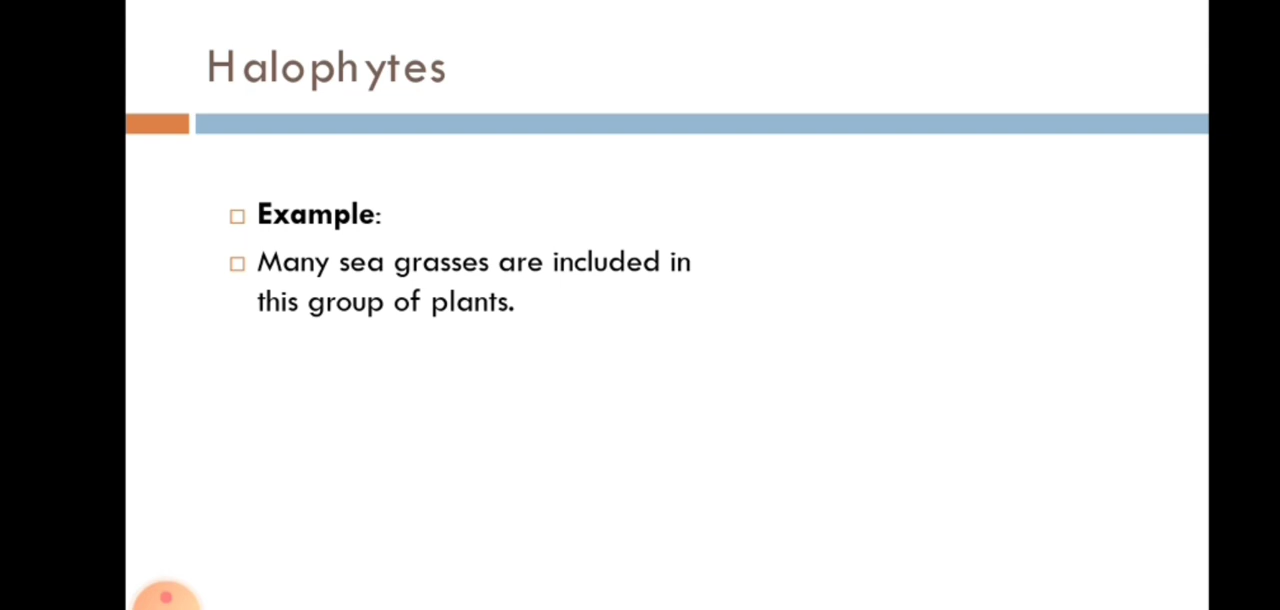 Halophytes
Example:
Many sea grasses are included in
this group of plants.